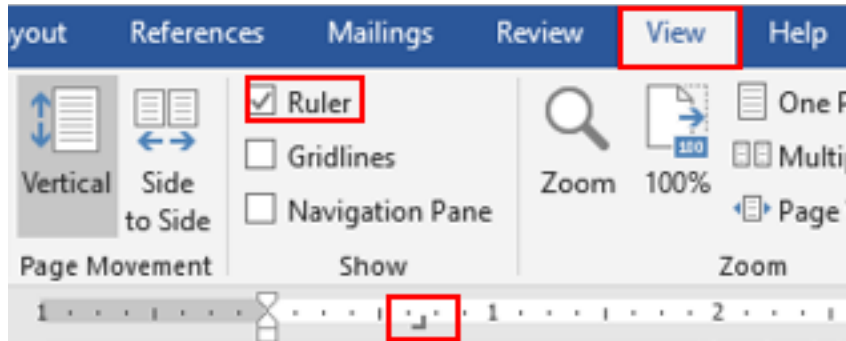 yout References Mailings Review View Help
Vertical
Side
to Side
Page Movement
Ruler
Gridlines
Navigation Pane
Show
Zoom
100
100%
One P
Multi
Page
Zoom
1 1 2